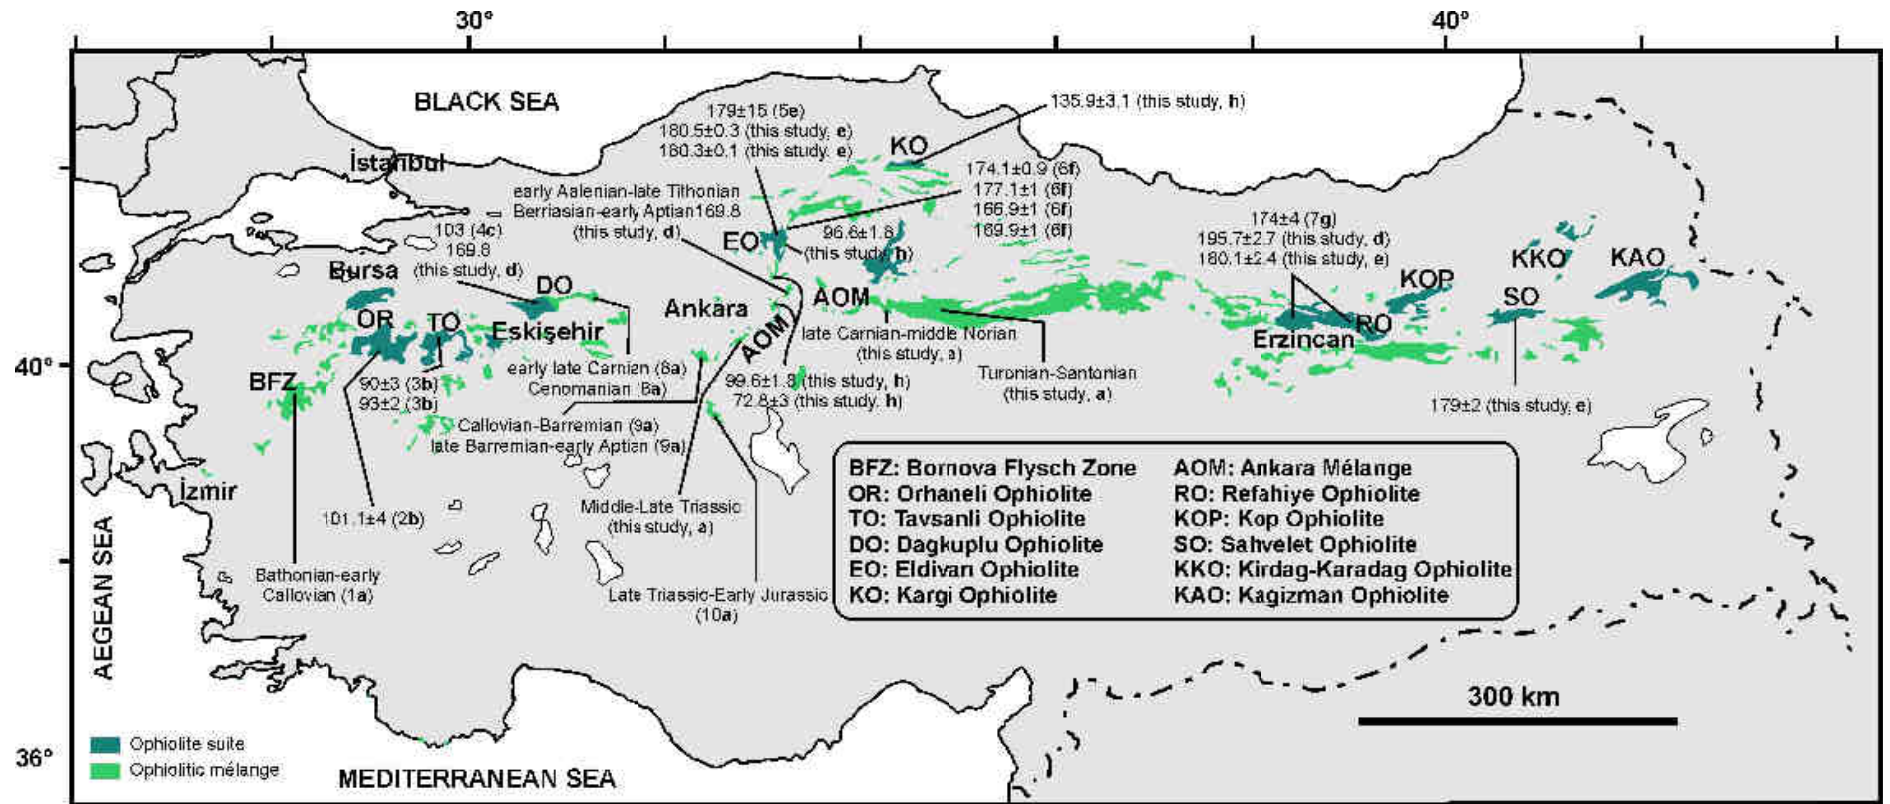 30°
40°
BLACK SEA
179±15 (5e)
180.5±0.3 (this study, e)
180.3±0.1 (this study, e)
135.9±3.1 (this study, h)
KO
İstanbul
174.1±0.9 (6f)
177.1±1 (6f)
166.9±1 (6f)
169.9±1 (6f)
early Aalenian-late Tithonian
Berriasian-early Aptian169.8
(this study, d)
103 (4c)
169.8
(this study, d)
EO
96.6±1.8
(this study, h)
174±4 (7g)
195.7±2.7 (this study, d)
180.1±2.4 (this study, e)
KKO
KAO
Bursa
DO
KOP
Ankara
AOM
SO
OR
TO
Eskişehir
AOM
RO
Erzincan
late Carnian-middle Norian
(this study, a)
40°
early late Carnian (8a)
Cenomanian (8a)
Turonian-Santonian
(this study, a)
BFZ
90±3 (3b)
93±2 (3b)
99.6±1.8 (this study, h)
72.8±3 (this study, h)
179±2 (this study, e)
Callovian-Barremian (9a)
late Barremian-early Aptian (9a)
İzmir
101.1±4 (2b)
Middle-Late Triassic
(this study, a)
Bathonian-early
Callovian (1a)
Late Triassic-Early Jurassic
(10a)
BFZ: Bornova Flysch Zone
OR: Orhaneli Ophiolite
TO: Tavsanli Ophiolite
DO: Dagkuplu Ophiolite
EO: Eldivan Ophiolite
KO: Kargi Ophiolite
AOM: Ankara Mélange
RO: Refahiye Ophiolite
KOP: Kop Ophiolite
SO: Sahvelet Ophiolite
KKO: Kirdag-Karadag Ophiolite
KAO: Kagizman Ophiolite
AEGEAN SEA
300 km
Ophiolite suite
Ophiolitic mélange
36°
MEDITERRANEAN SEA